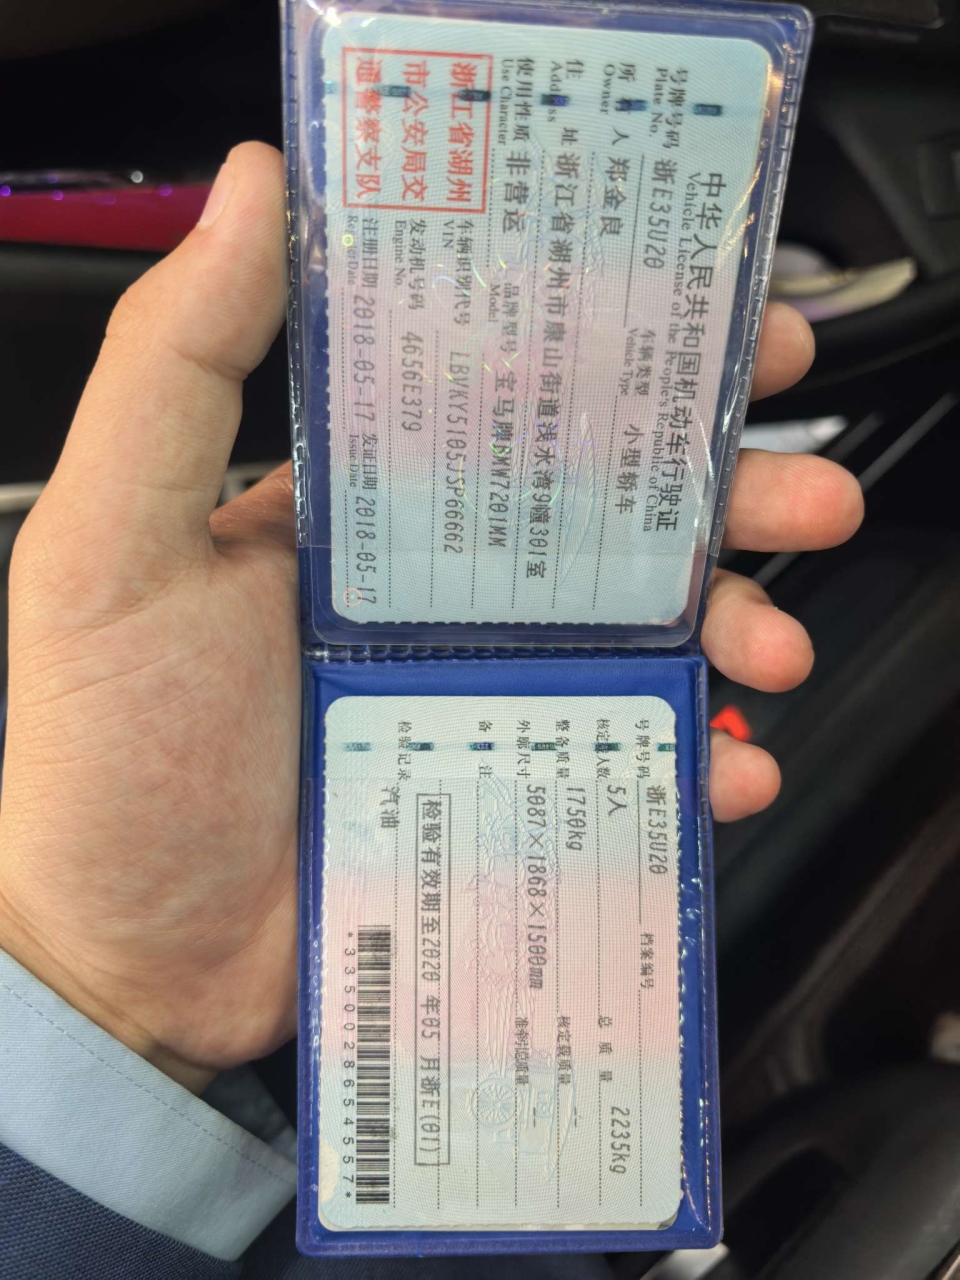 中华人民共和国机动车行驶证
Vehicle License of the People's Republic of China
号牌号码 浙E35U20 车辆类型 小型轿车
Plate No. Vehicle Type
所有人 郑金良
Owner
住址 浙江省湖州市康山街道浅水湾9幢301室
Address
使用性质 非营运 品牌型号 宝马牌BMW7201MM
Use Character Model
浙江省湖州
市公安局交
通警察支队
车辆识别代号 LBVKY5105JSP66662
VIN
发动机号码 4656E379
Engine No.
注册日期 2018-05-17 发证日期 2018-05-17
Register Date Issue Date
号牌号码 浙E35U20 档案编号
核定载人数 5人 总质量 2235kg
整备质量 1750kg 核定载质量 --
外廓尺寸 5087×1868×1500mm 准牵引总质量 --
备注
检验有效期至2020年05月浙E(01)
检验记录 汽油
*3350028654557*